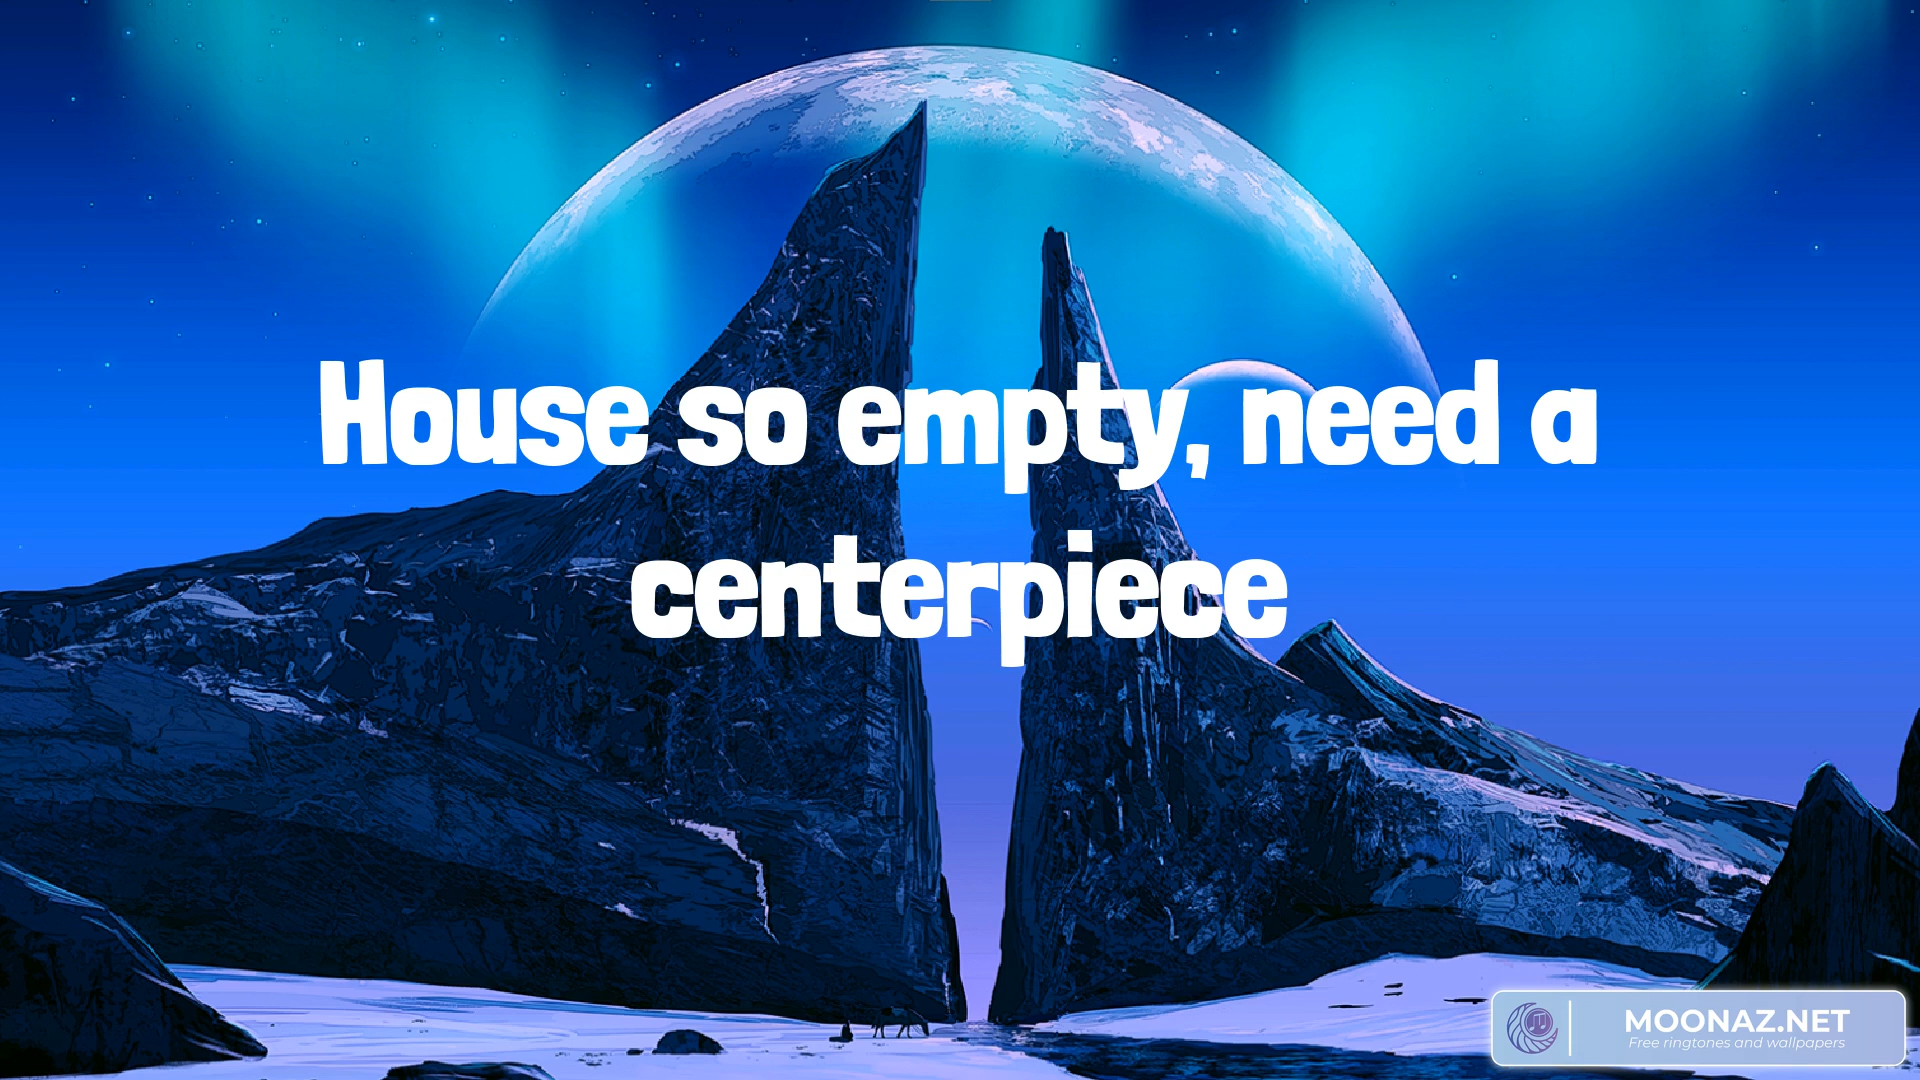 House so empty, need a
centerpiece
MOONAZ.NET
Free ringtones and wallpapers